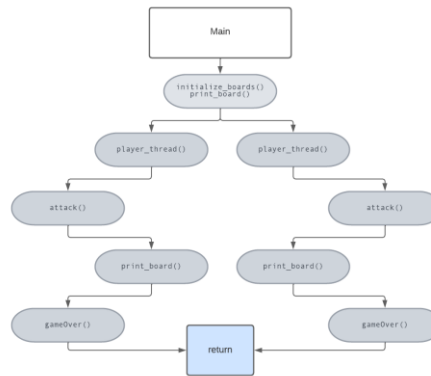 Main
initialize_boards()
print_board()
player_thread()
player_thread()
attack()
attack()
print_board()
print_board()
gameOver()
gameOver()
return